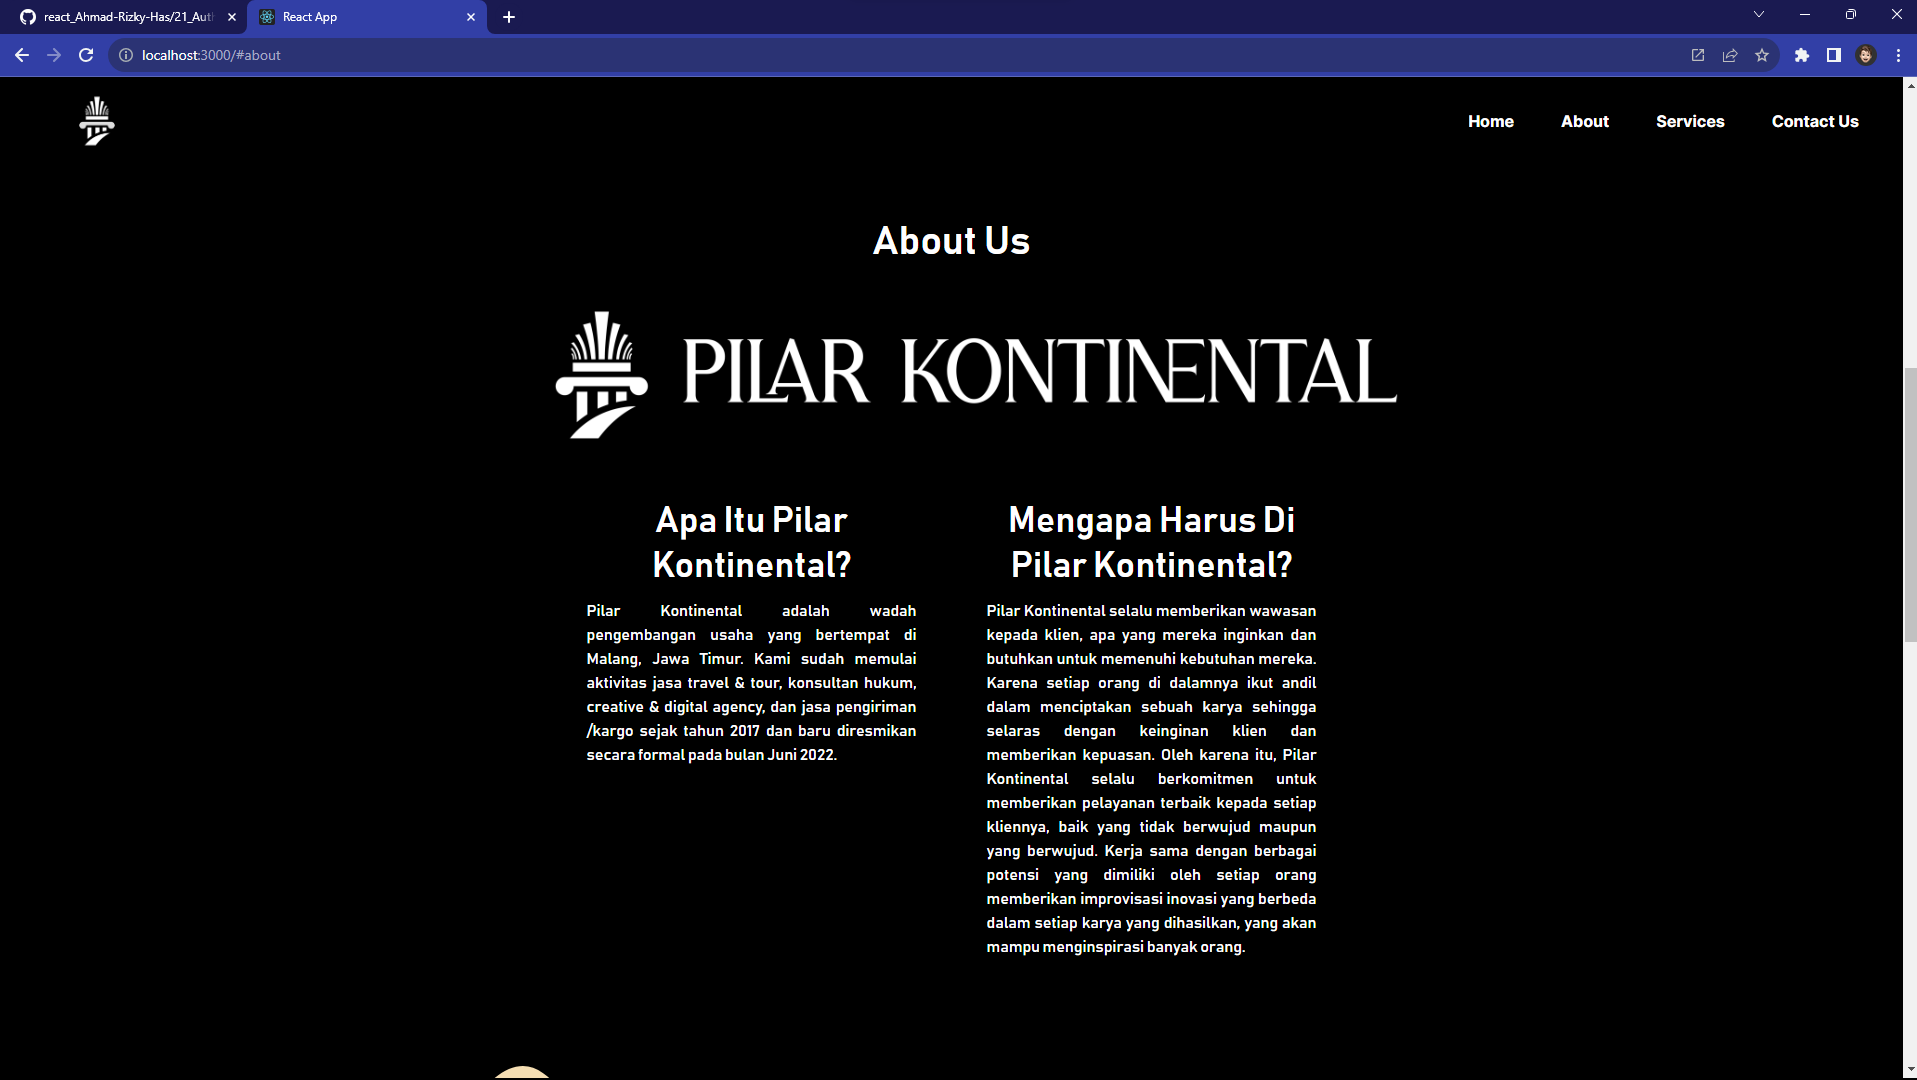 react_Ahmad-Rizky-Has/21_Auth
React App
localhost:3000/#about
Home
About
Services
Contact Us
About Us
PILAR KONTINENTAL
Apa Itu Pilar
Kontinental?
Pilar Kontinental adalah wadah
pengembangan usaha yang bertempat di
Malang, Jawa Timur. Kami sudah memulai
aktivitas jasa travel & tour, konsultan hukum,
creative & digital agency, dan jasa pengiriman
/kargo sejak tahun 2017 dan baru diresmikan
secara formal pada bulan Juni 2022.
Mengapa Harus Di
Pilar Kontinental?
Pilar Kontinental selalu memberikan wawasan
kepada klien, apa yang mereka inginkan dan
butuhkan untuk memenuhi kebutuhan mereka.
Karena setiap orang di dalamnya ikut andil
dalam menciptakan sebuah karya sehingga
selaras dengan keinginan klien dan
memberikan kepuasan. Oleh karena itu, Pilar
Kontinental selalu berkomitmen untuk
memberikan pelayanan terbaik kepada setiap
kliennya, baik yang tidak berwujud maupun
yang berwujud. Kerja sama dengan berbagai
potensi yang dimiliki oleh setiap orang
memberikan improvisasi inovasi yang berbeda
dalam setiap karya yang dihasilkan, yang akan
mampu menginspirasi banyak orang.